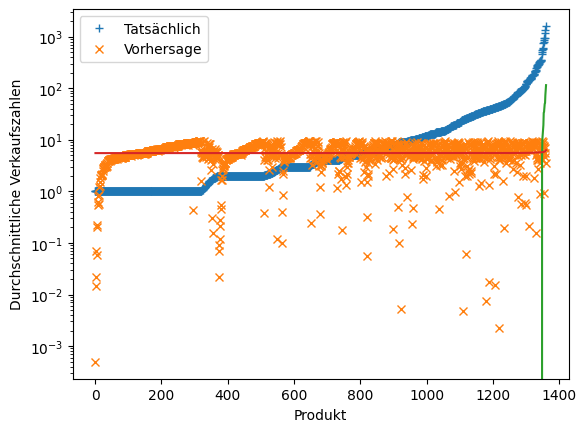 Tatsächlich
Vorhersage
Durchschnittliche Verkaufszahlen
10³
10²
10¹
10⁰
10⁻¹
10⁻²
10⁻³
0 200 400 600 800 1000 1200 1400
Produkt